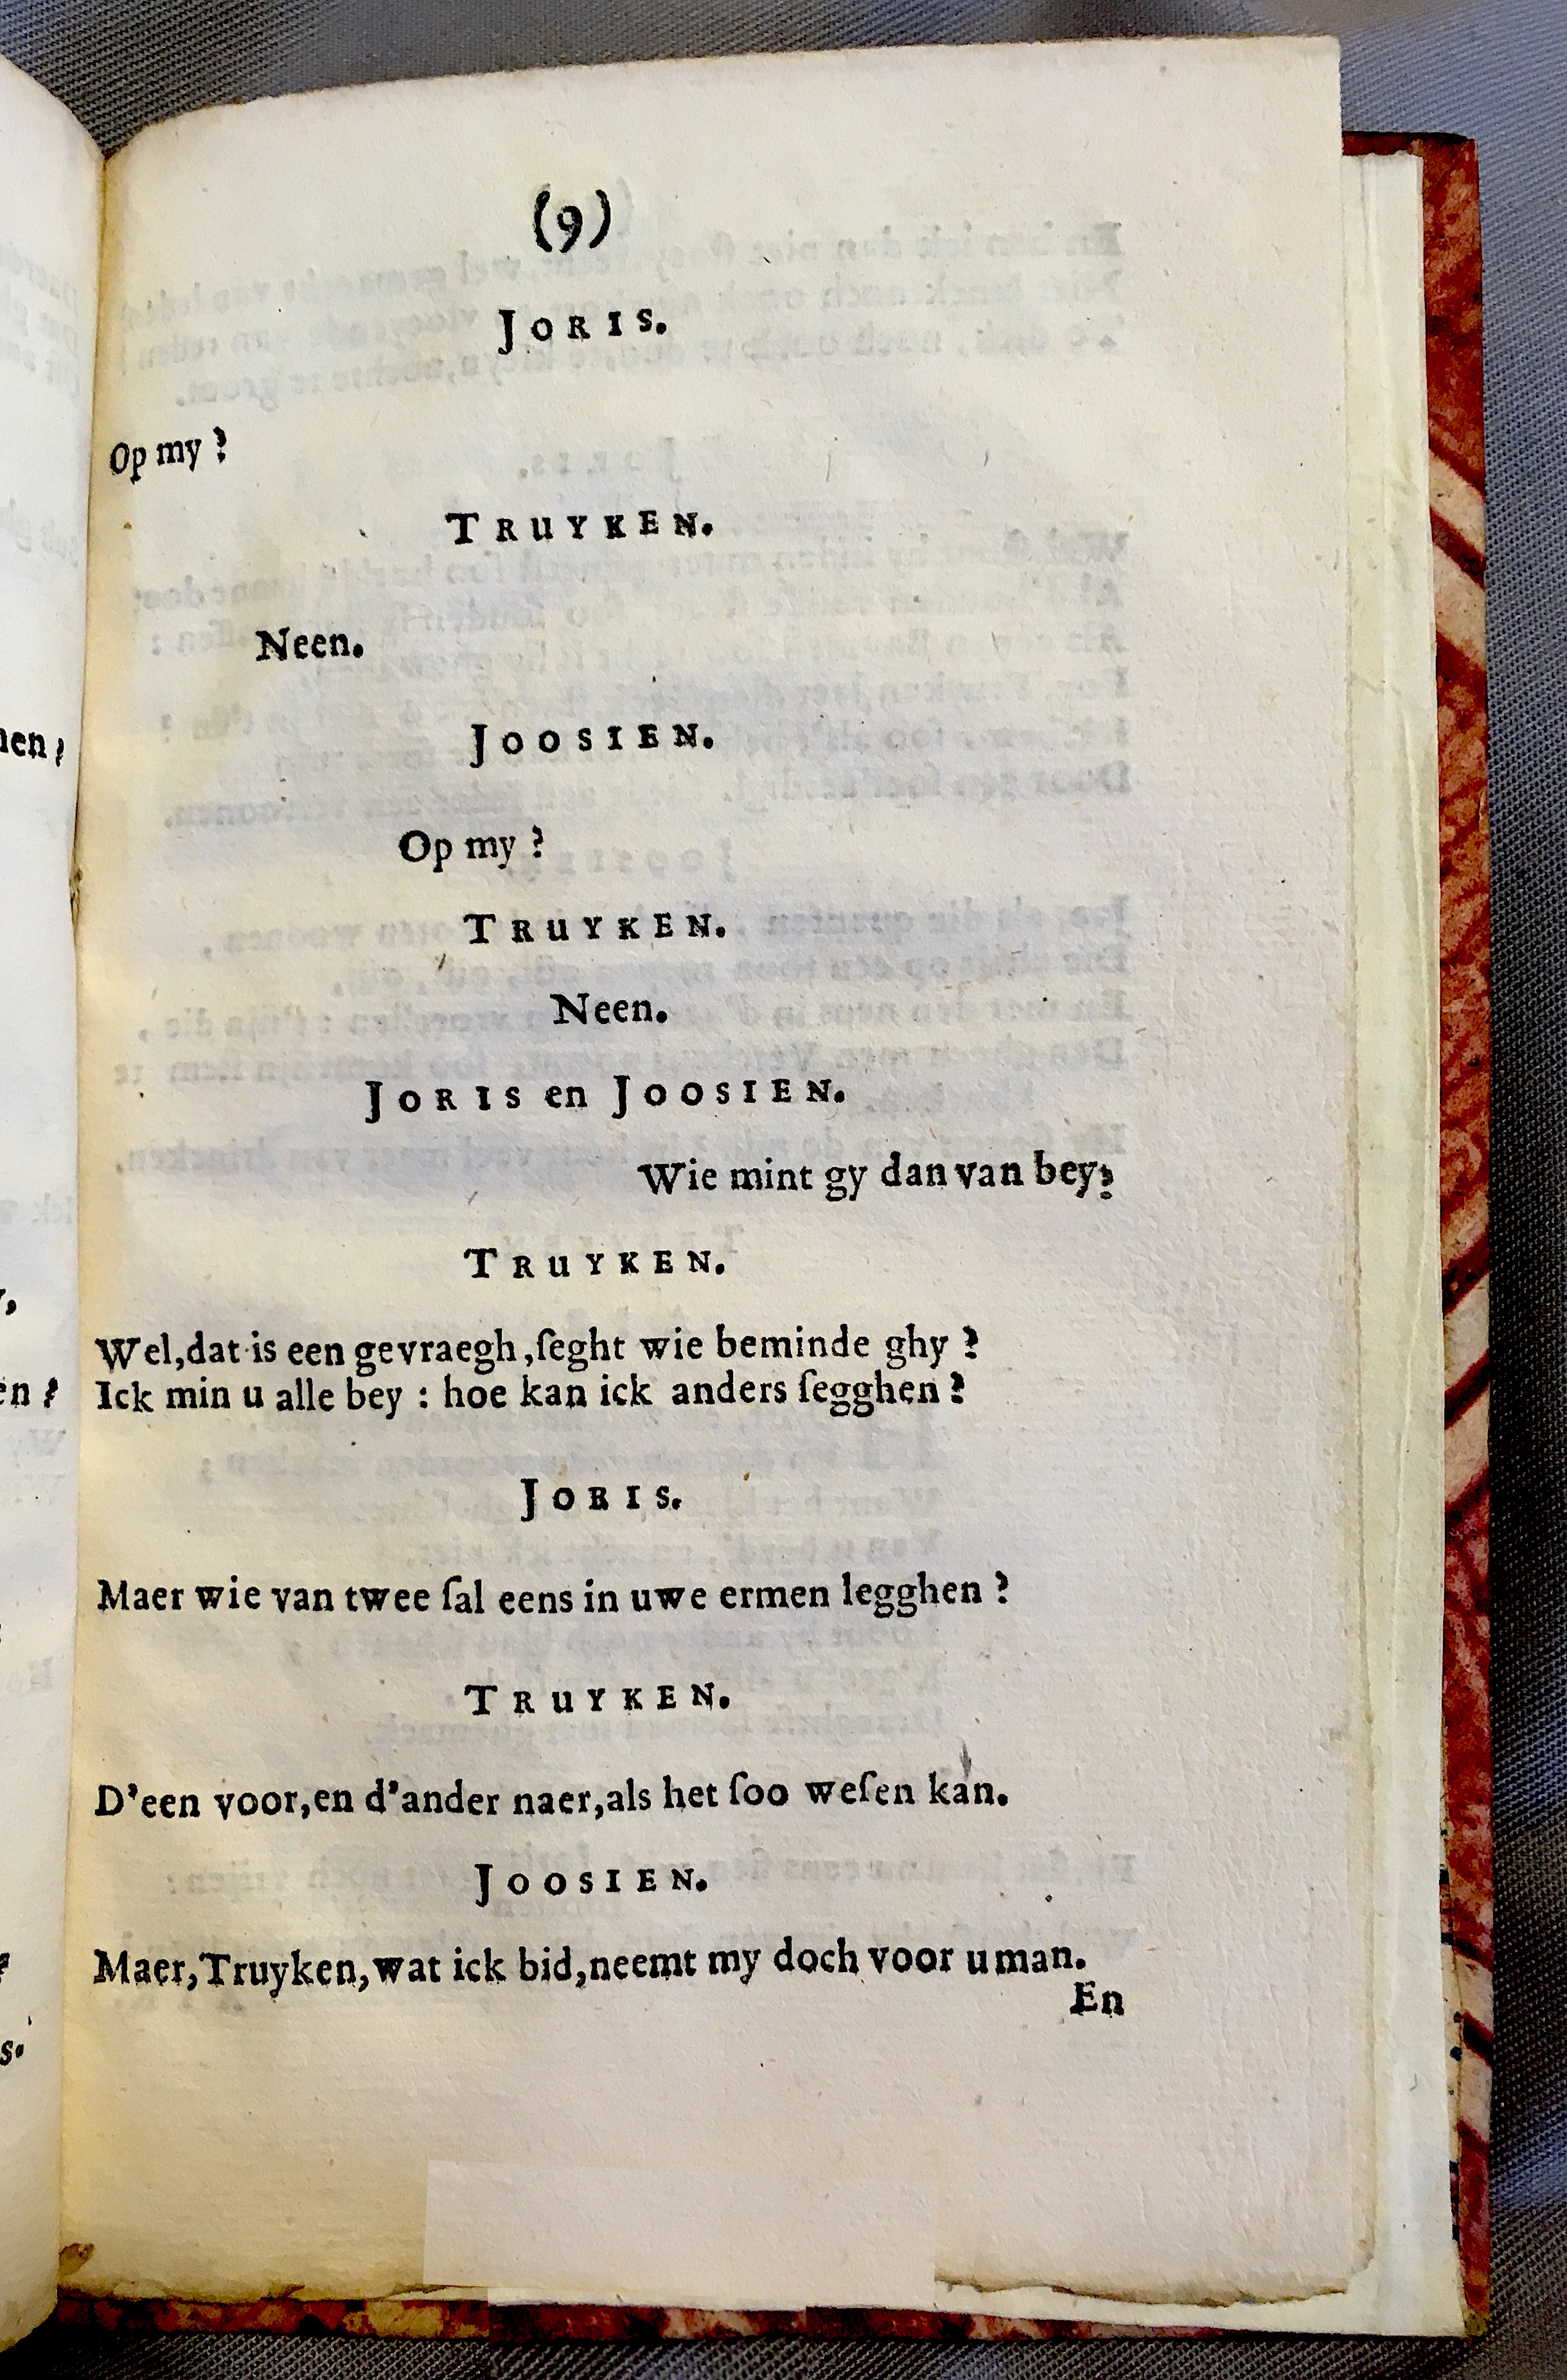 (9)
JORIS.
Op my?
TRUYKEN.
Neen.
JOOSIEN.
Op my?
TRUYKEN.
Neen.
JORIS en JOOSIEN.
Wie mint gy dan van bey?
TRUYKEN.
Wel,dat is een gevraegh,ſeght wie beminde ghy?
Ick min u alle bey: hoe kan ick anders ſegghen?
JORIS.
Maer wie van twee ſal eens in uwe ermen legghen?
TRUYKEN.
D'een voor,en d'ander naer,als het ſoo weſen kan.
JOOSIEN.
Maer,Truyken,wat ick bid,neemt my doch voor u man.
En